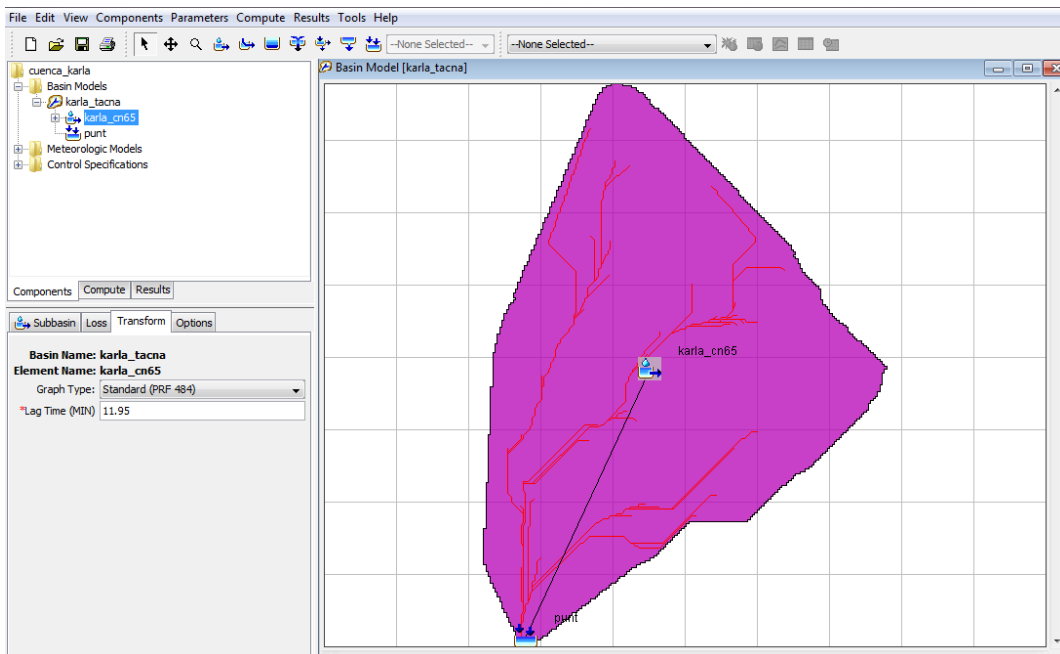 File Edit View Components Parameters Compute Results Tools Help
--None Selected-- --None Selected--
cuenca_karla
Basin Models
karla_tacna
karla_cn65
punt
Meteorologic Models
Control Specifications
Components Compute Results
Subbasin Loss Transform Options
Basin Name: karla_tacna
Element Name: karla_cn65
Graph Type: Standard (PRF 484)
*Lag Time (MIN) 11.95
Basin Model [karla_tacna]
karla_cn65
punt